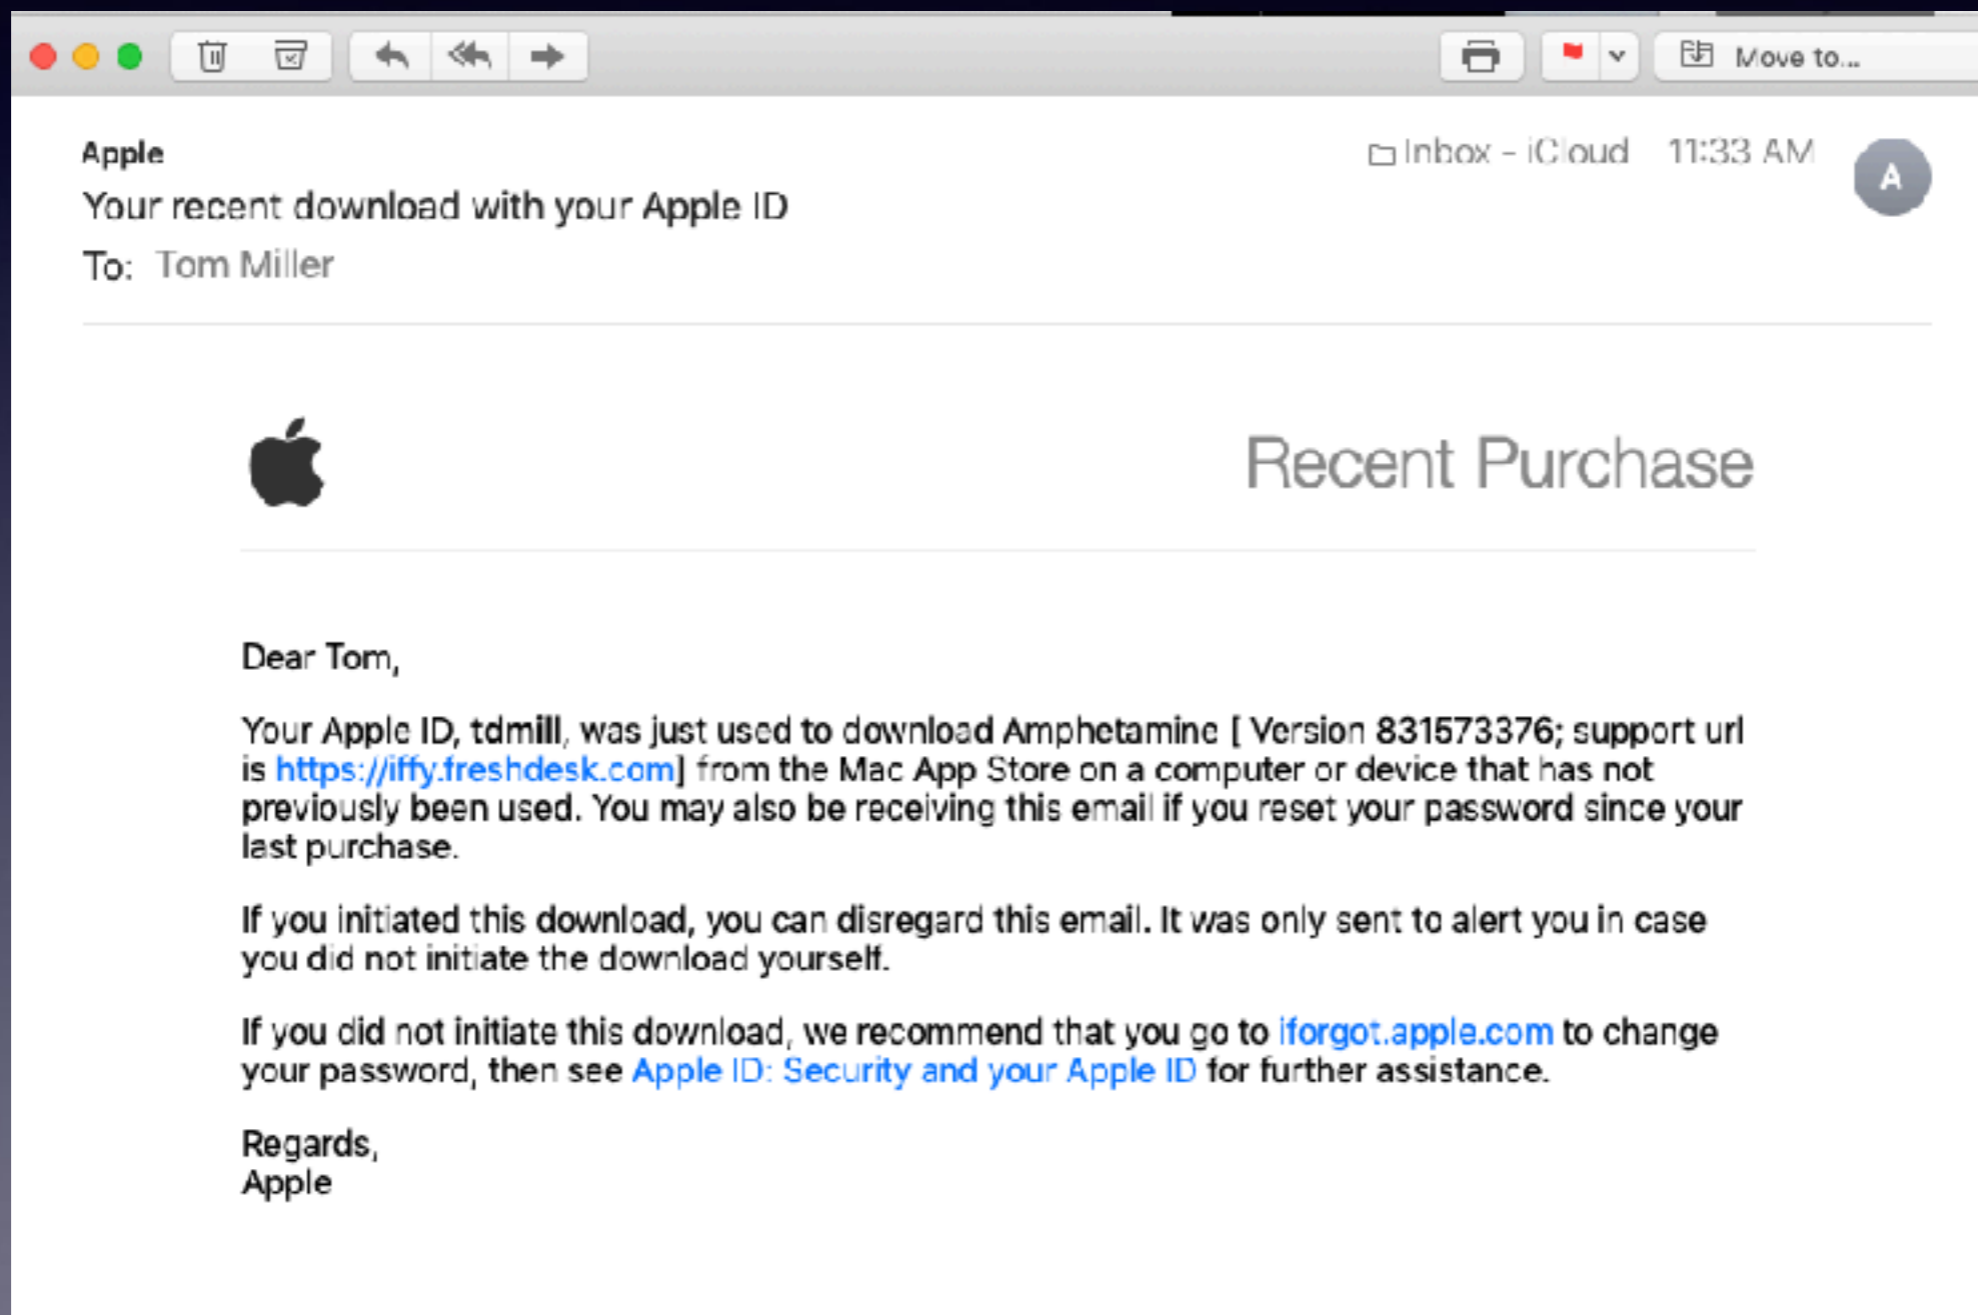 Move to...
Apple
Inbox - iCloud 11:33 AM
A
Your recent download with your Apple ID
To: Tom Miller
Recent Purchase
Dear Tom,
Your Apple ID, tdmill, was just used to download Amphetamine [ Version 831573376; support url
is https://iffy.freshdesk.com] from the Mac App Store on a computer or device that has not
previously been used. You may also be receiving this email if you reset your password since your
last purchase.
If you initiated this download, you can disregard this email. It was only sent to alert you in case
you did not initiate the download yourself.
If you did not initiate this download, we recommend that you go to iforgot.apple.com to change
your password, then see Apple ID: Security and your Apple ID for further assistance.
Regards,
Apple